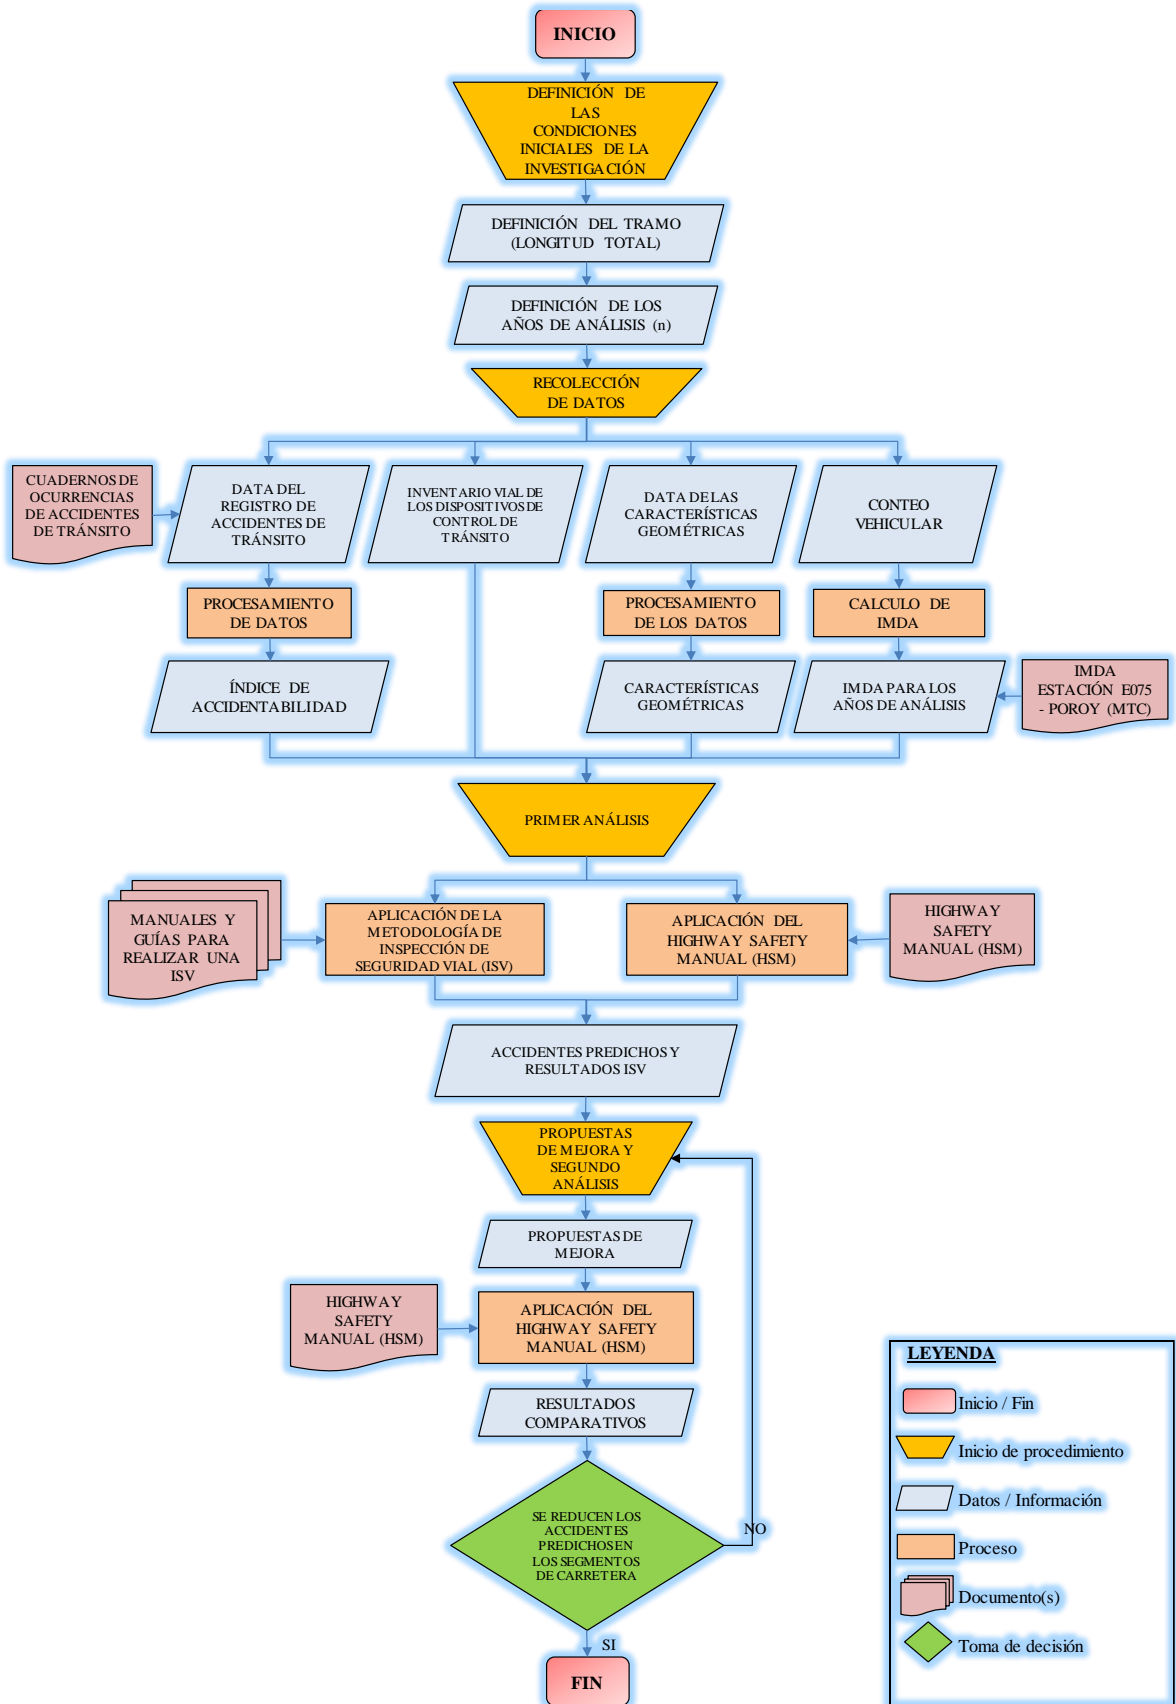 INICIO
DEFINICIÓN DE
LAS
CONDICIONES
INICIALES DE LA
INVESTIGACIÓN
DEFINICIÓN DEL TRAMO
(LONGITUD TOTAL)
DEFINICIÓN DE LOS
AÑOS DE ANÁLISIS (n)
RECOLECCIÓN
DE DATOS
CUADERNOS DE
OCURRENCIAS
DE ACCIDENTES
DE TRÁNSITO
DATA DEL
REGISTRO DE
ACCIDENTES DE
TRÁNSITO
INVENTARIO VIAL DE
LOS DISPOSITIVOS DE
CONTROL DE
TRÁNSITO
DATA DE LAS
CARACTERÍSTICAS
GEOMÉTRICAS
CONTEO
VEHICULAR
PROCESAMIENTO
DE DATOS
PROCESAMIENTO
DE LOS DATOS
CALCULO DE
IMDA
ÍNDICE DE
ACCIDENTABILIDAD
CARACTERÍSTICAS
GEOMÉTRICAS
IMDA PARA LOS
AÑOS DE ANÁLISIS
IMDA
ESTACIÓN E075
- POROY (MTC)
PRIMER ANÁLISIS
MANUALES Y
GUÍAS PARA
REALIZAR UNA
ISV
APLICACIÓN DE LA
METODOLOGÍA DE
INSPECCIÓN DE
SEGURIDAD VIAL (ISV)
APLICACIÓN DEL
HIGHWAY SAFETY
MANUAL (HSM)
HIGHWAY
SAFETY
MANUAL (HSM)
ACCIDENTES PREDICHOS Y
RESULTADOS ISV
PROPUESTAS
DE MEJORA Y
SEGUNDO
ANÁLISIS
PROPUESTAS DE
MEJORA
HIGHWAY
SAFETY
MANUAL (HSM)
APLICACIÓN DEL
HIGHWAY SAFETY
MANUAL (HSM)
RESULTADOS
COMPARATIVOS
SE REDUCEN LOS
ACCIDENTES
PREDICHOS EN
LOS SEGMENTOS
DE CARRETERA
NO
SI
FIN
LEYENDA
Inicio / Fin
Inicio de procedimiento
Datos / Información
Proceso
Documento(s)
Toma de decisión